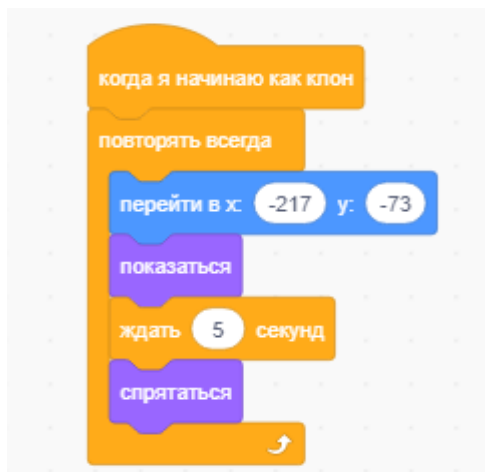 когда я начинаю как клон
повторять всегда
перейти в x: -217 y: -73
показаться
ждать 5 секунд
спрятаться